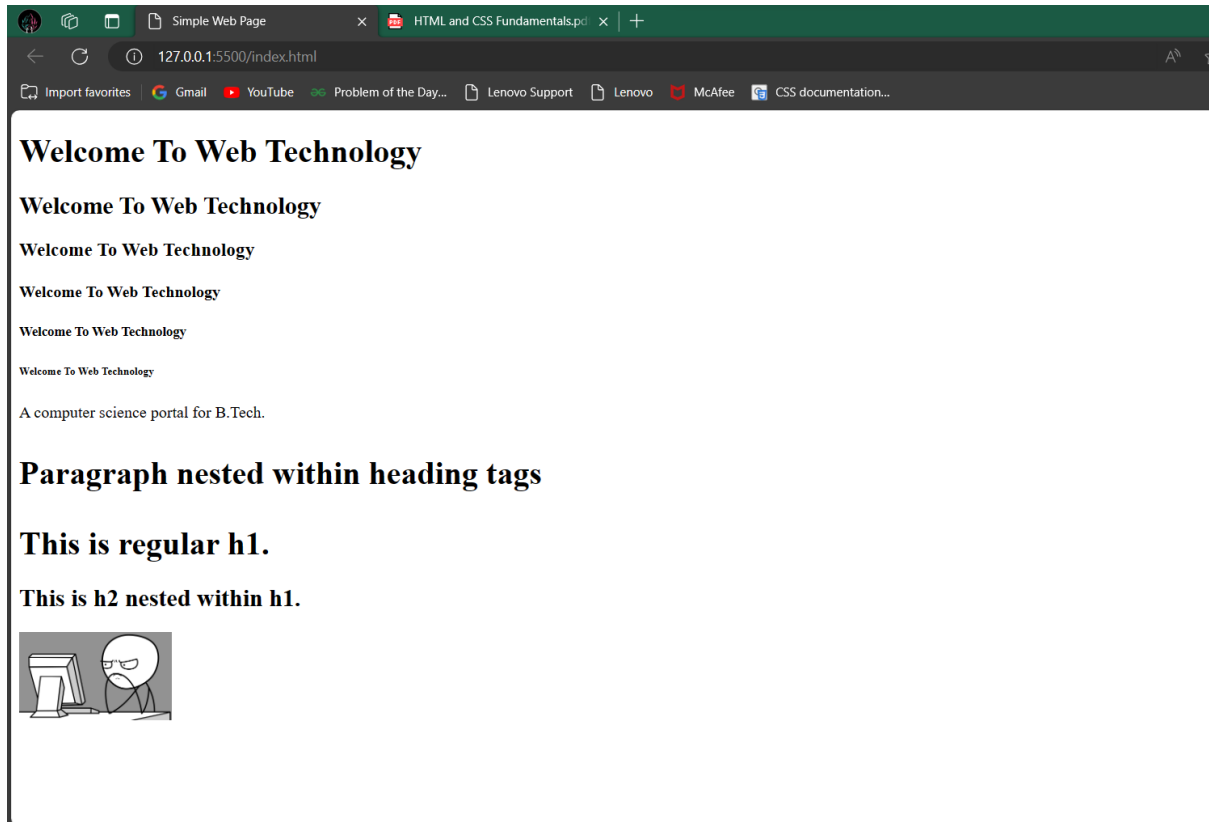 Simple Web Page
HTML and CSS Fundamentals.pd
127.0.0.1:5500/index.html
Import favorites Gmail YouTube Problem of the Day... Lenovo Support Lenovo McAfee CSS documentation...
Welcome To Web Technology
Welcome To Web Technology
Welcome To Web Technology
Welcome To Web Technology
Welcome To Web Technology
Welcome To Web Technology
A computer science portal for B.Tech.
Paragraph nested within heading tags
This is regular h1.
This is h2 nested within h1.